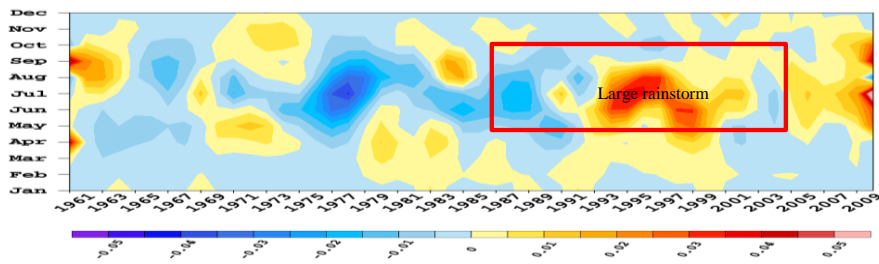 Dec
Nov
Oct
Sep
Aug
Jul
Jun
May
Apr
Mar
Feb
Jan
Large rainstorm
1961 1963 1965 1967 1969 1971 1973 1975 1977 1979 1981 1983 1985 1987 1989 1991 1993 1995 1997 1999 2001 2003 2005 2007 2009
-0.05 -0.04 -0.03 -0.02 -0.01 0 0.01 0.02 0.03 0.04 0.05